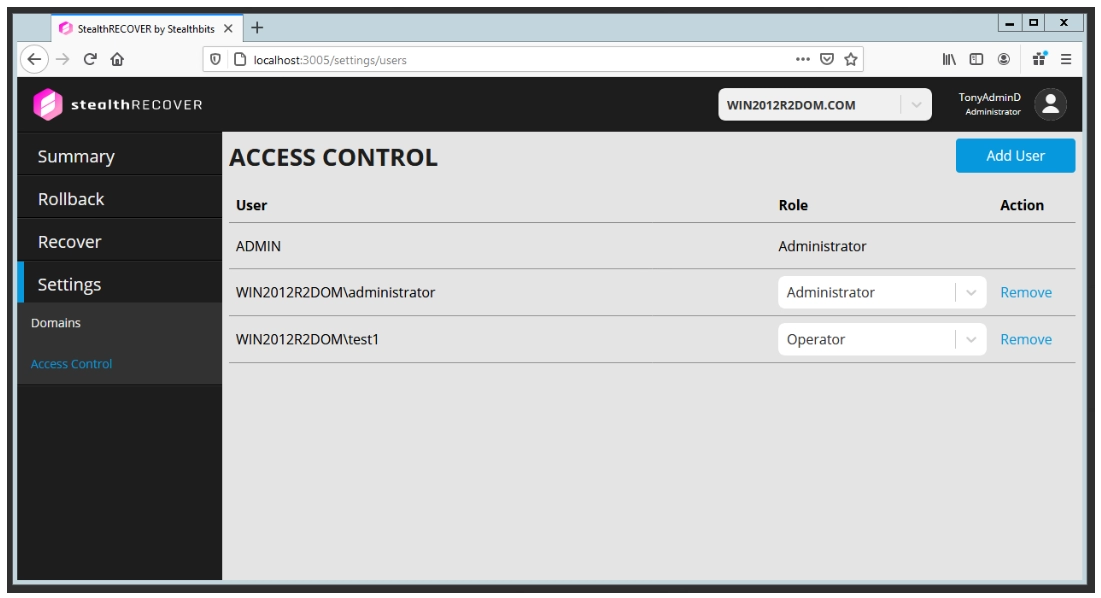 StealthRECOVER by Stealthbits
localhost:3005/settings/users
stealthRECOVER
WIN2012R2DOM.COM
TonyAdminD
Administrator
Summary
Rollback
Recover
Settings
Domains
Access Control
ACCESS CONTROL
Add User
User Role Action
ADMIN Administrator
WIN2012R2DOM\administrator Administrator Remove
WIN2012R2DOM\test1 Operator Remove